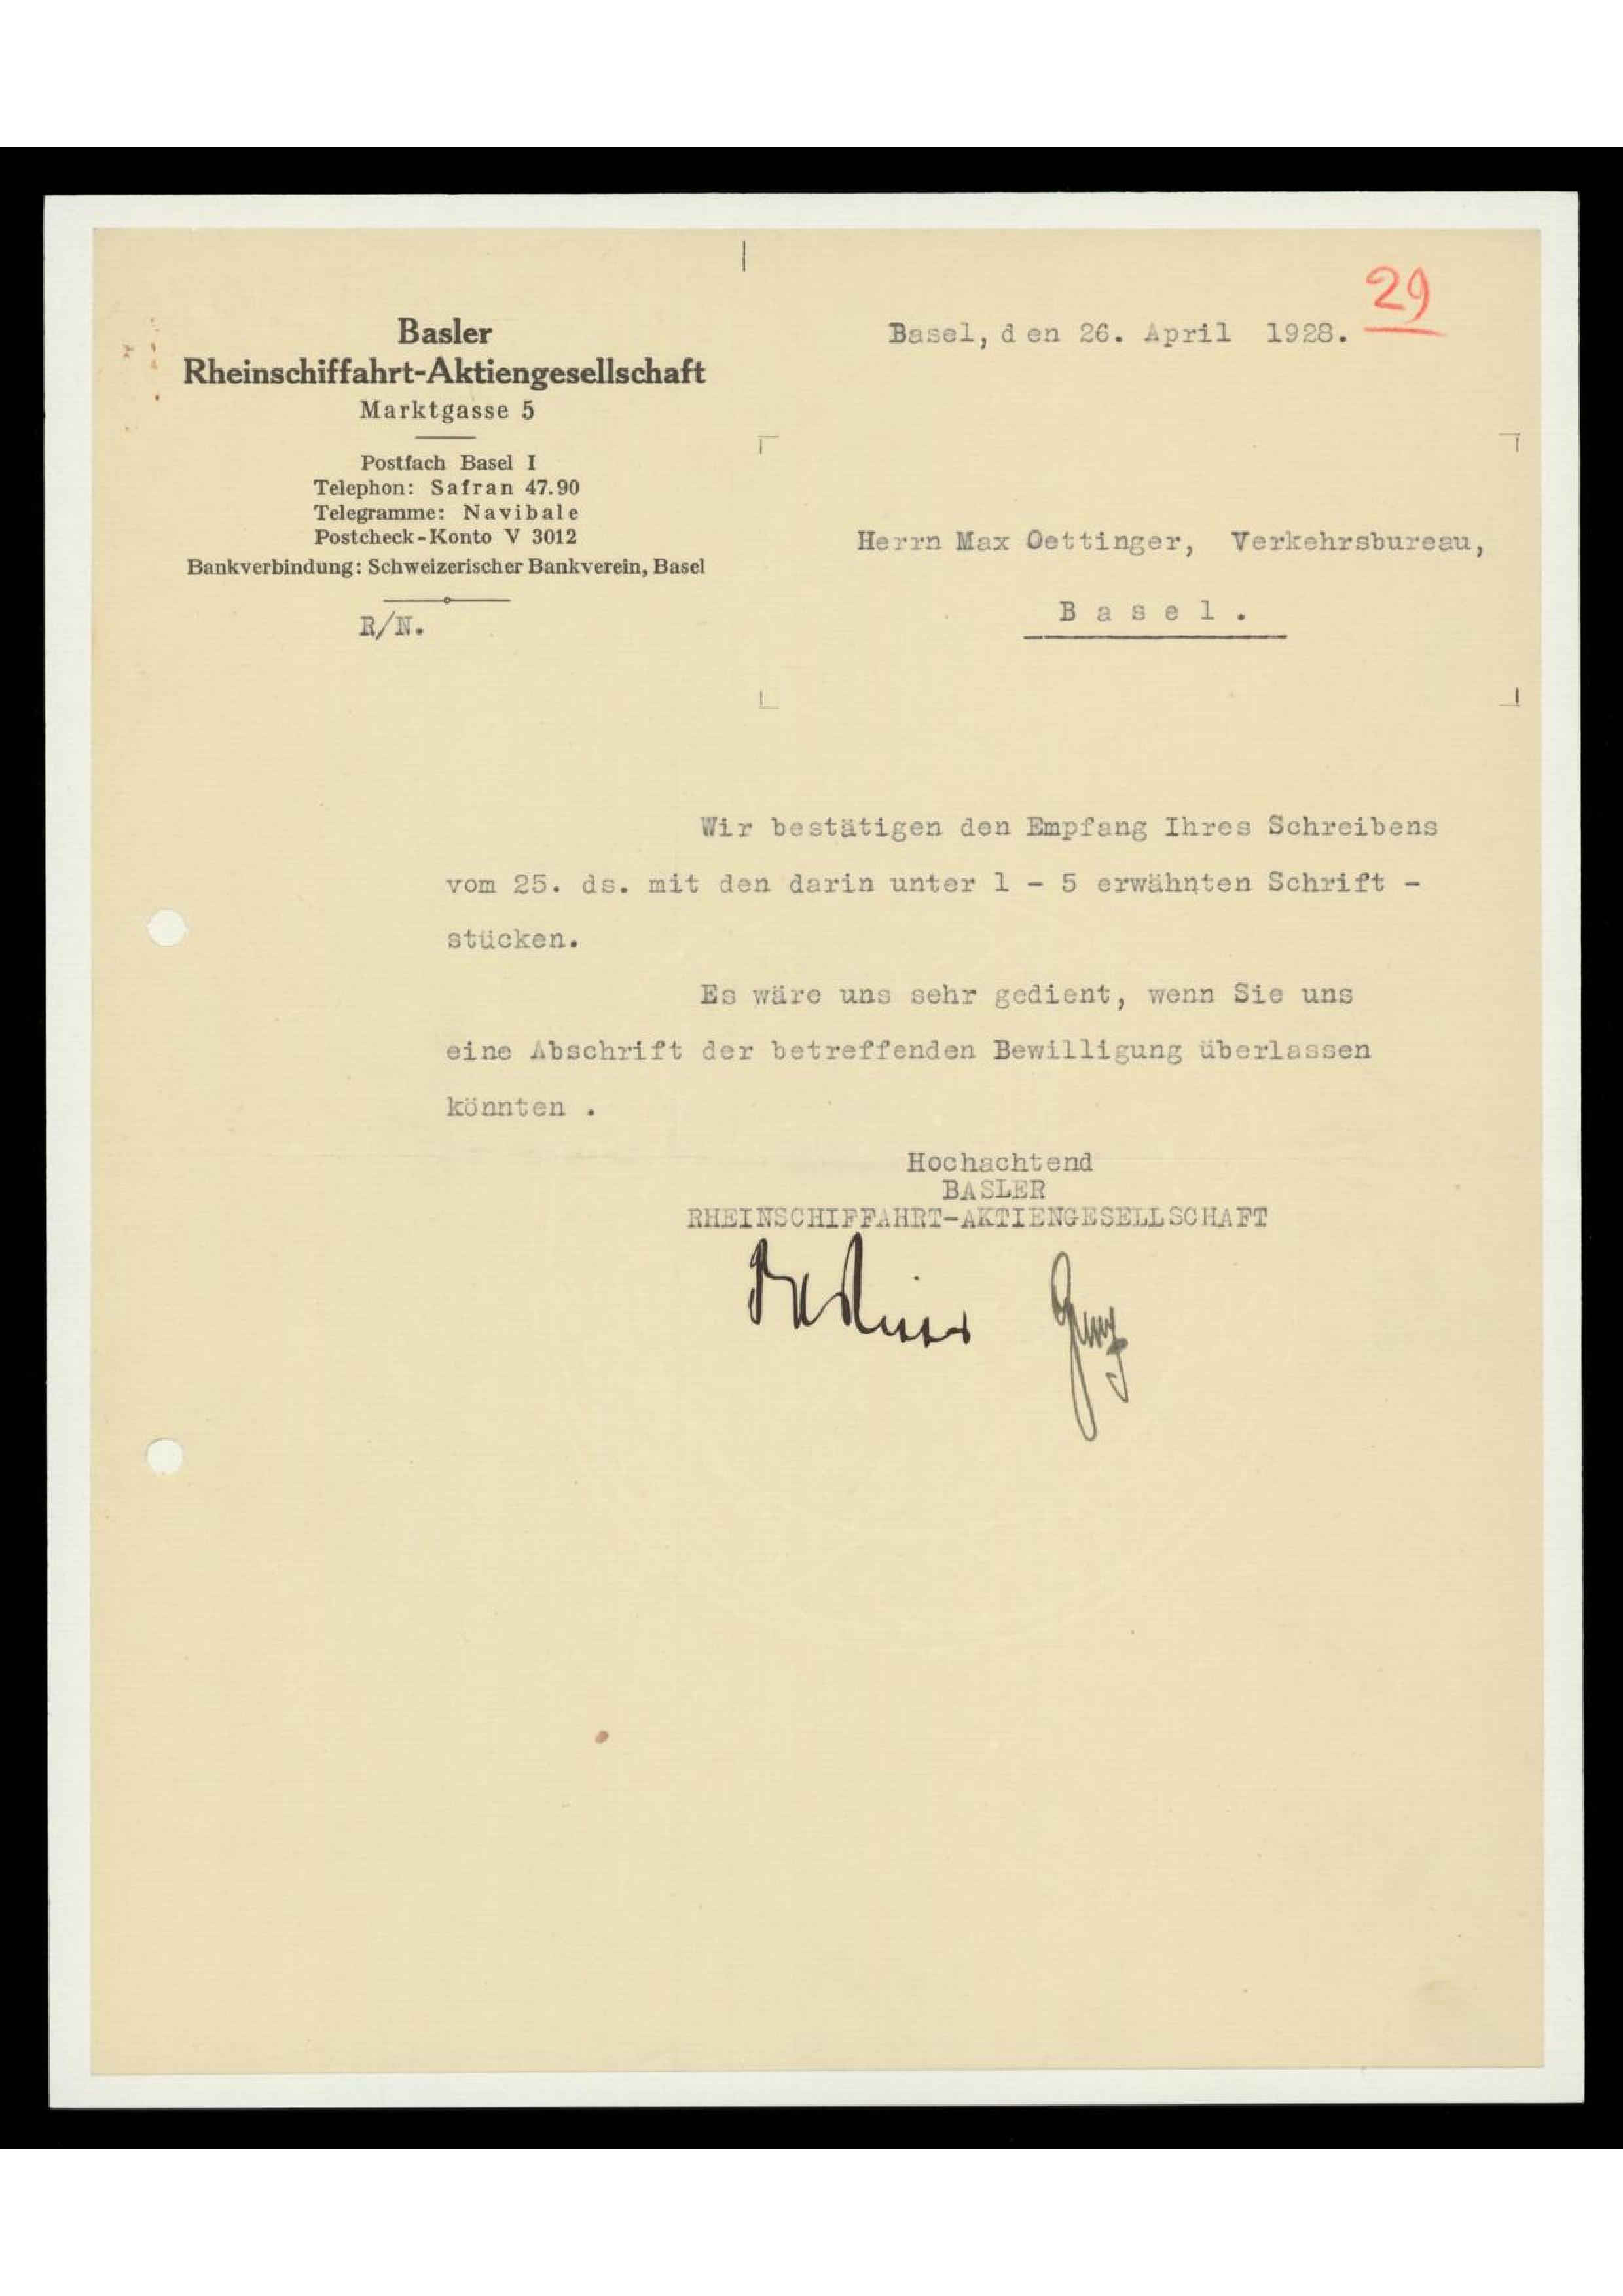 29
Basler
Rheinschiffahrt-Aktiengesellschaft
Marktgasse 5
Postfach Basel I
Telephon: Safran 47.90
Telegramme: Navibale
Postcheck-Konto V 3012
Bankverbindung: Schweizerischer Bankverein, Basel
R/N.
Basel, den 26. April 1928.
Herrn Max Oettinger, Verkehrsbureau,
Basel.
Wir bestätigen den Empfang Ihres Schreibens
vom 25. ds. mit den darin unter 1 - 5 erwähnten Schrift -
stücken.
Es wäre uns sehr gedient, wenn Sie uns
eine Abschrift der betreffenden Bewilligung überlassen
könnten .
Hochachtend
BASLER
RHEINSCHIFFAHRT-AKTIENGESELLSCHAFT